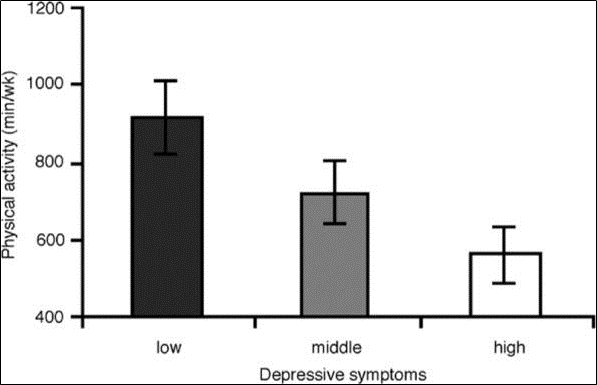 1200
1000
800
600
400
Physical activity (min/wk)
low middle high
Depressive symptoms